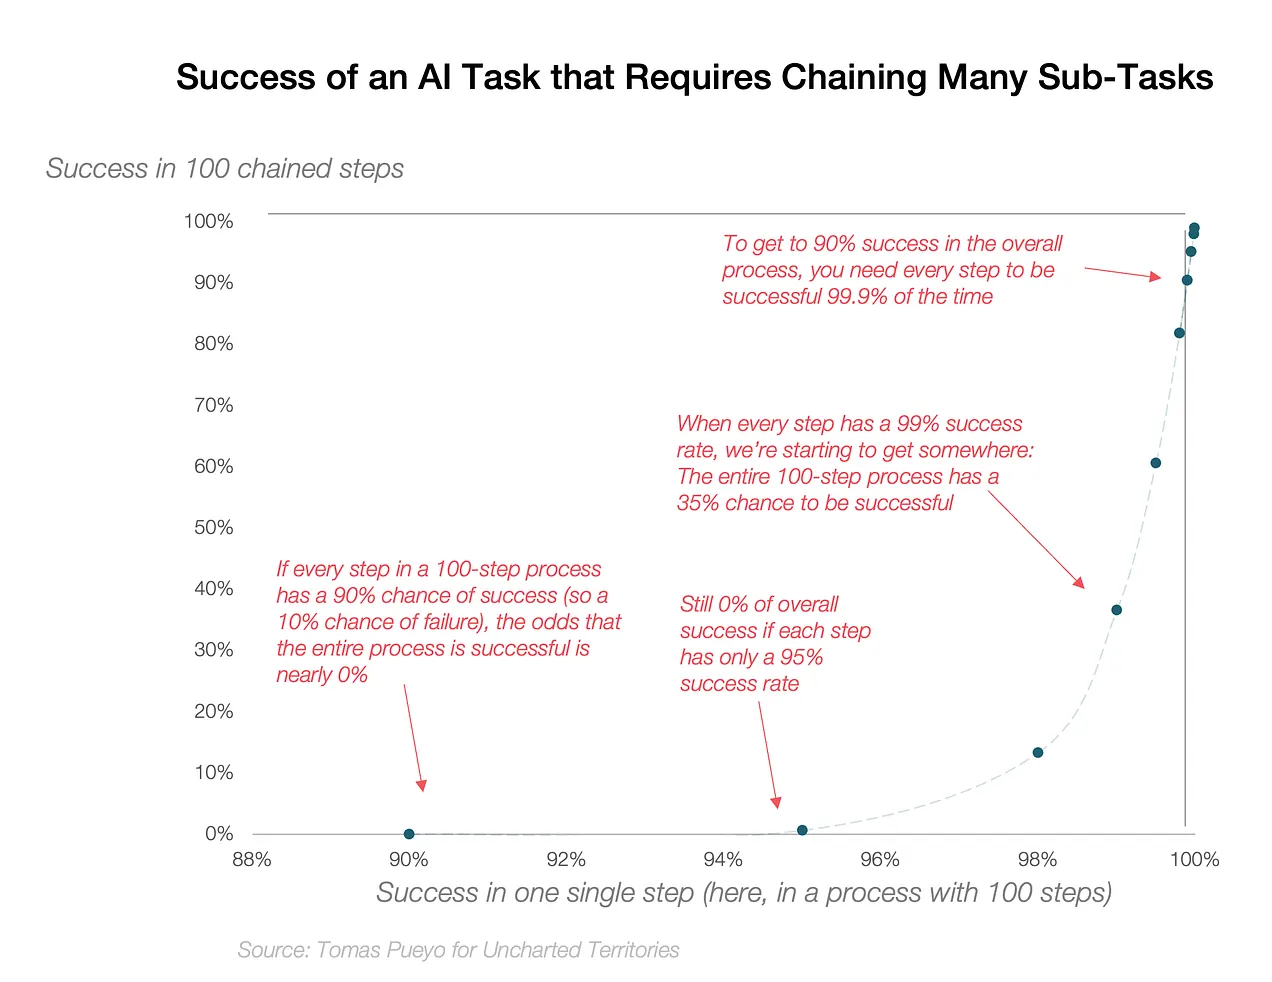 Success of an AI Task that Requires Chaining Many Sub-Tasks
Success in 100 chained steps
100%
90%
80%
70%
60%
50%
40%
30%
20%
10%
0%
To get to 90% success in the overall
process, you need every step to be
successful 99.9% of the time
When every step has a 99% success
rate, we’re starting to get somewhere:
The entire 100-step process has a
35% chance to be successful
If every step in a 100-step process
has a 90% chance of success (so a
10% chance of failure), the odds that
the entire process is successful is
nearly 0%
Still 0% of overall
success if each step
has only a 95%
success rate
88%
90%
92%
94%
96%
98%
100%
Success in one single step (here, in a process with 100 steps)
Source: Tomas Pueyo for Uncharted Territories